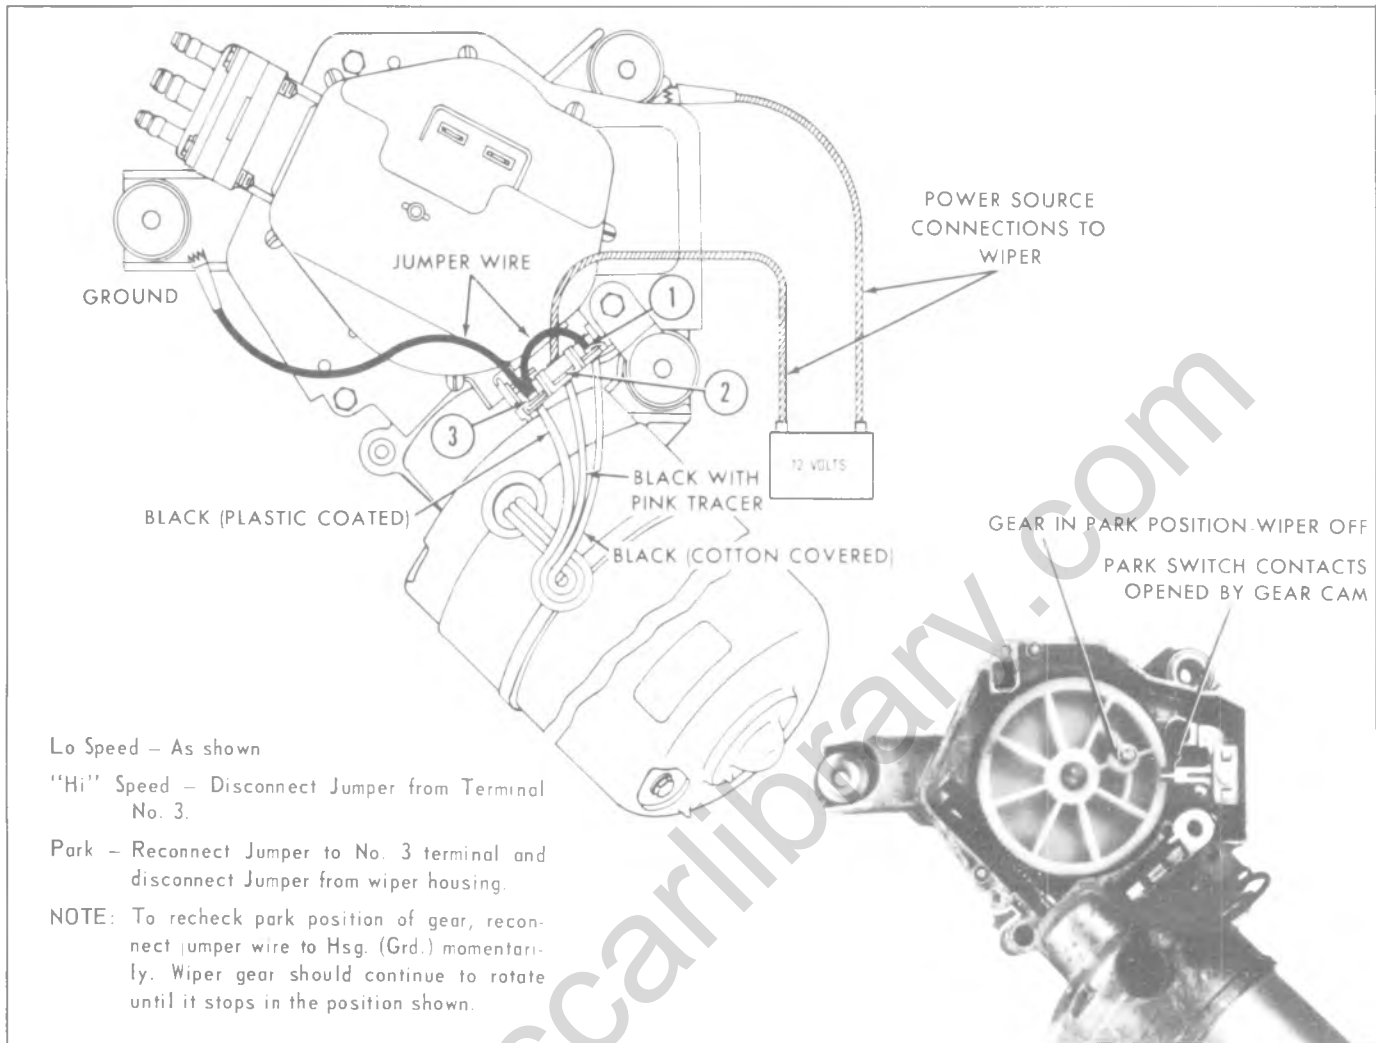 POWER SOURCE
CONNECTIONS TO
WIPER
JUMPER WIRE
GROUND
1
2
3
12 VOLTS
BLACK WITH
PINK TRACER
BLACK (PLASTIC COATED)
BLACK (COTTON COVERED)
GEAR IN PARK POSITION-WIPER OFF
PARK SWITCH CONTACTS
OPENED BY GEAR CAM
Lo Speed – As shown
"Hi" Speed – Disconnect Jumper from Terminal
No. 3.
Park – Reconnect Jumper to No. 3 terminal and
disconnect Jumper from wiper housing.
NOTE: To recheck park position of gear, recon-
nect jumper wire to Hsg. (Grd.) momentari-
ly. Wiper gear should continue to rotate
until it stops in the position shown.
scarlibrary.com